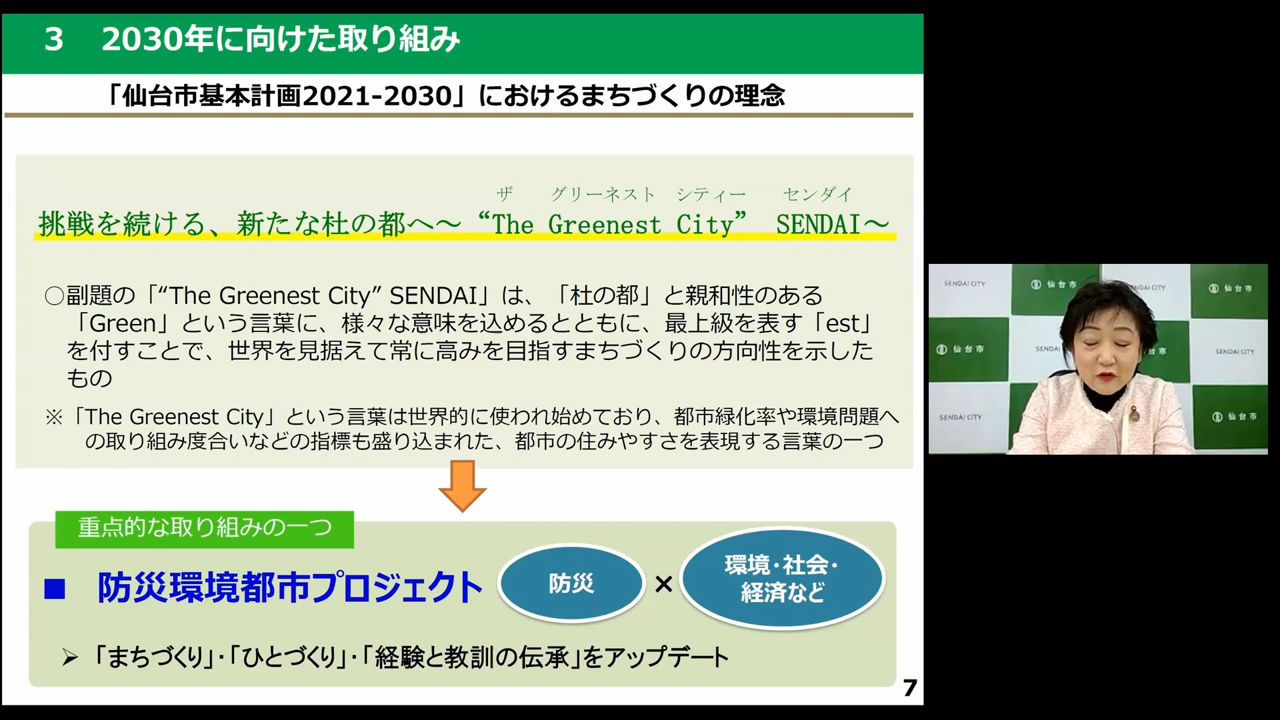 3 2030年に向けた取り組み
「仙台市基本計画2021-2030」におけるまちづくりの理念
ザ グリーネスト シティー センダイ
挑戦を続ける、新たな杜の都へ～“The Greenest City” SENDAI～
○副題の「“The Greenest City” SENDAI」は、「杜の都」と親和性のある
「Green」という言葉に、様々な意味を込めるとともに、最上級を表す「est」
を付すことで、世界を見据えて常に高みを目指すまちづくりの方向性を示した
もの
※「The Greenest City」という言葉は世界的に使われ始めており、都市緑化率や環境問題へ
の取り組み度合いなどの指標も盛り込まれた、都市の住みやすさを表現する言葉の一つ
重点的な取り組みの一つ
■ 防災環境都市プロジェクト
防災
×
環境・社会・
経済など
➢ 「まちづくり」・「ひとづくり」・「経験と教訓の伝承」をアップデート
7
SENDAI CITY
仙台市
SENDAI CITY
仙台市
仙台市
SENDAI
台市
SENDAI CITY
SENDAI CITY
仙台市